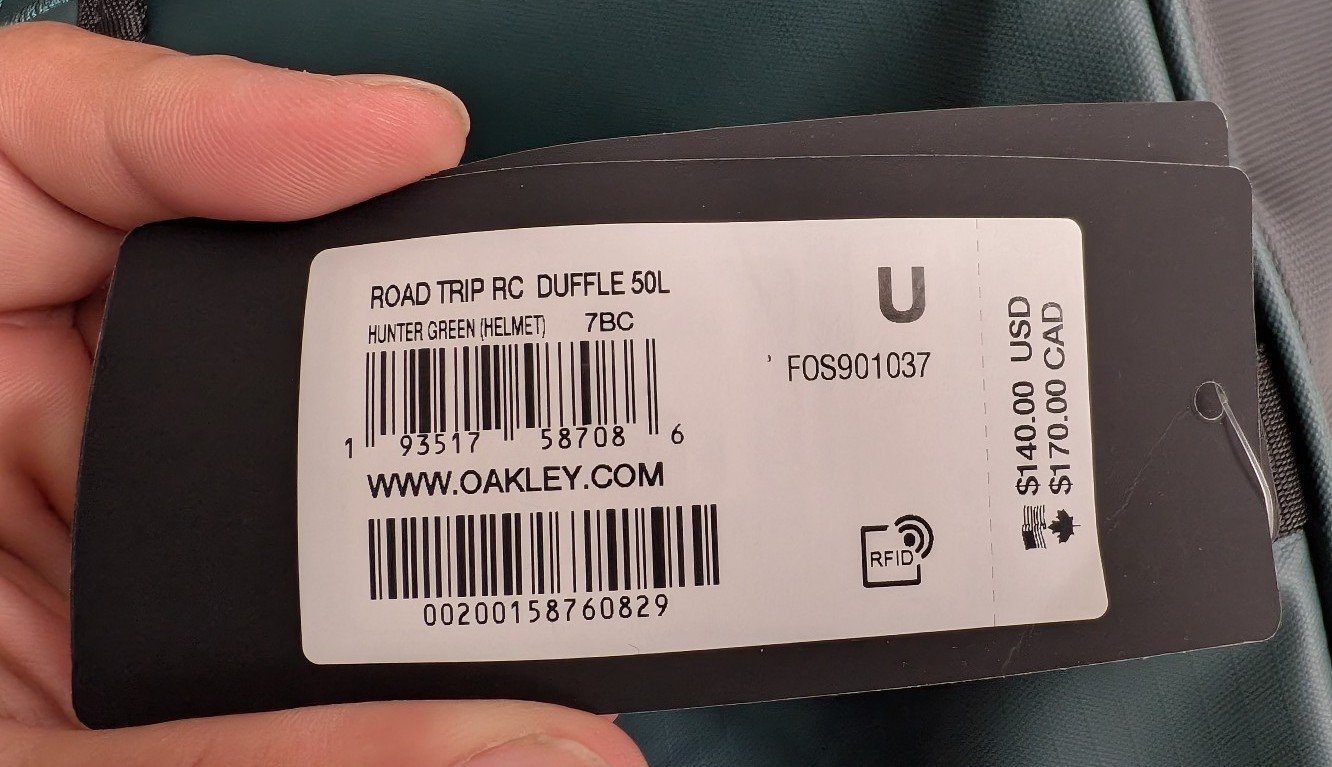 ROAD TRIP RC DUFFLE 50L
HUNTER GREEN (HELMET) 7BC
1 93517 58708 6
WWW.OAKLEY.COM
00200158760829
U
FOS901037
RFID
$140.00 USD
$170.00 CAD